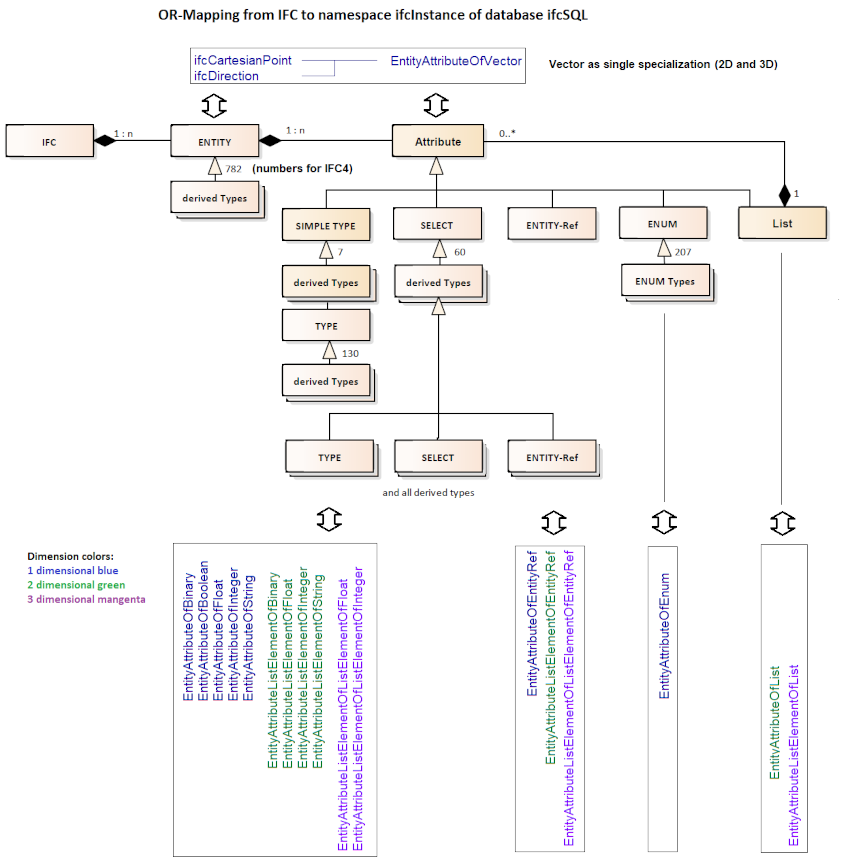 OR-Mapping from IFC to namespace ifcInstance of database ifcSQL
ifcCartesianPoint
EntityAttributeOfVector
ifcDirection
Vector as single specialization (2D and 3D)
IFC
1 : n
ENTITY
1 : n
Attribute
0..*
782
(numbers for IFC4)
derived Types
1
SIMPLE TYPE
SELECT
ENTITY-Ref
ENUM
List
7
60
207
derived Types
derived Types
ENUM Types
TYPE
130
derived Types
TYPE
SELECT
ENTITY-Ref
and all derived types
Dimension colors:
1 dimensional blue
2 dimensional green
3 dimensional mangenta
EntityAttributeOfBinary
EntityAttributeOfBoolean
EntityAttributeOfFloat
EntityAttributeOfInteger
EntityAttributeOfString
EntityAttributeListElementOfBinary
EntityAttributeListElementOfFloat
EntityAttributeListElementOfInteger
EntityAttributeListElementOfString
EntityAttributeListElementOfListElementOfFloat
EntityAttributeListElementOfListElementOfInteger
EntityAttributeOfEntityRef
EntityAttributeListElementOfEntityRef
EntityAttributeListElementOfListElementOfEntityRef
EntityAttributeOfEnum
EntityAttributeOfList
EntityAttributeListElementOfList